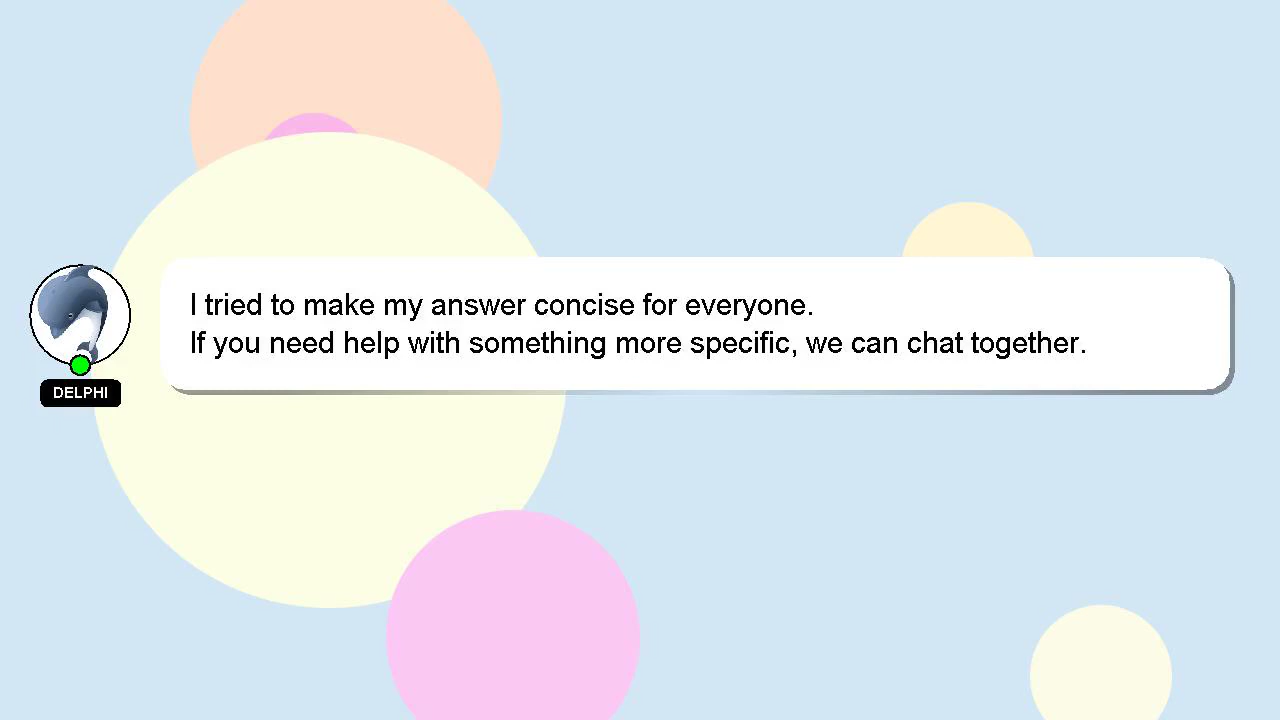 I tried to make my answer concise for everyone.
If you need help with something more specific, we can chat together.
DELPHI